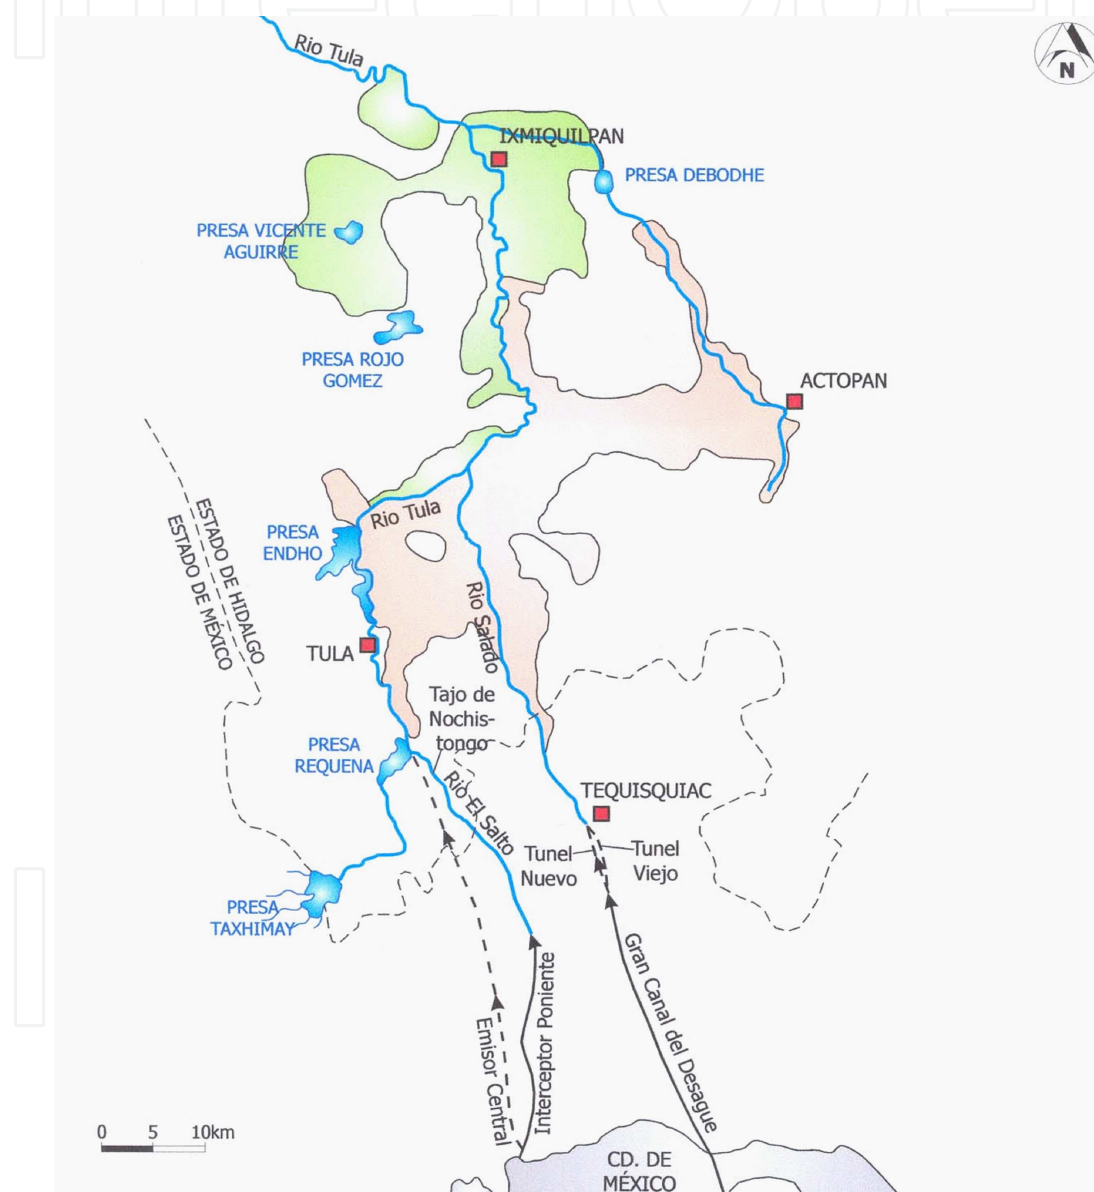 Rio Tula
N
IXMIQUILPAN
PRESA DEBODHE
PRESA VICENTE
AGUIRRE
PRESA ROJO
GOMEZ
ACTOPAN
ESTADO DE HIDALGO
ESTADO DE MÉXICO
Rio Tula
PRESA
ENDHO
Rio Salado
TULA
Tajo de
Nochis-
tongo
PRESA
REQUENA
Rio El Salto
TEQUISQUIAC
Tunel
Nuevo
Tunel
Viejo
PRESA
TAXHIMAY
Gran Canal del Desague
Interceptor Poniente
Emisor Central
0 5 10km
CD. DE
MÉXICO